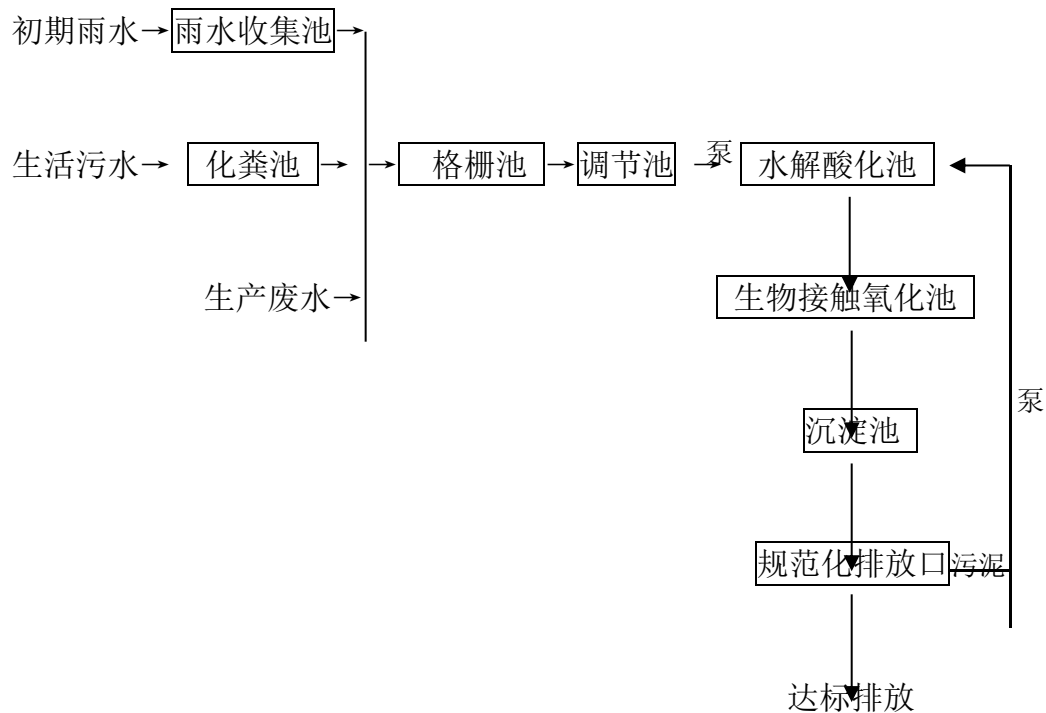 初期雨水
雨水收集池
生活污水
化粪池
格栅池
调节池
泵
水解酸化池
生产废水
生物接触氧化池
泵
沉淀池
规范化排放口
污泥
达标排放